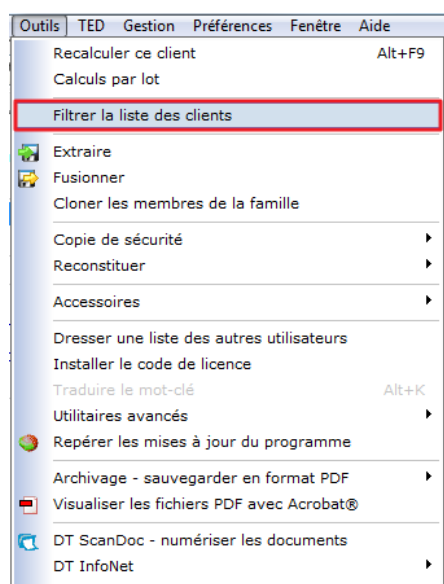 Outils TED Gestion Préférences Fenêtre Aide
Recalculer ce client Alt+F9
Calculs par lot
Filtrer la liste des clients
Extraire
Fusionner
Cloner les membres de la famille
Copie de sécurité
Reconstituer
Accessoires
Dresser une liste des autres utilisateurs
Installer le code de licence
Traduire le mot-clé Alt+K
Utilitaires avancés
Repérer les mises à jour du programme
Archivage - sauvegarder en format PDF
Visualiser les fichiers PDF avec Acrobat®
DT ScanDoc - numériser les documents
DT InfoNet